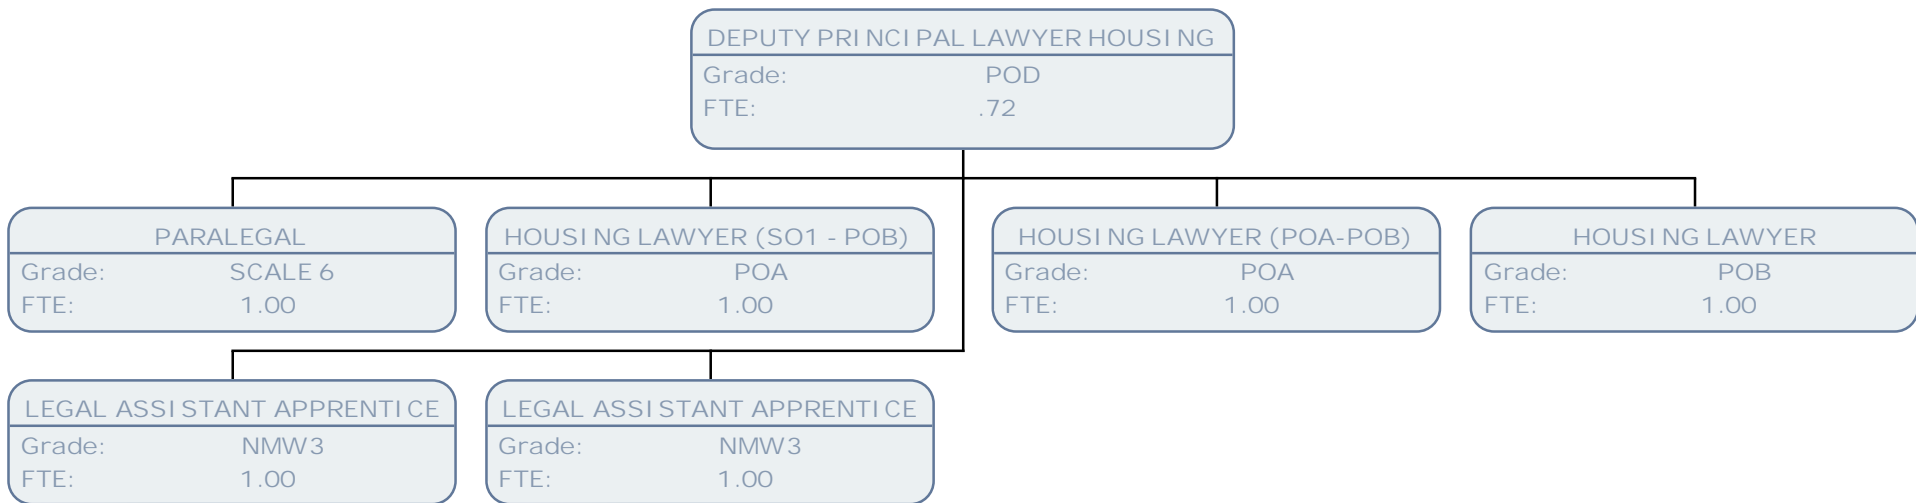 DEPUTY PRINCIPAL LAWYER HOUSING
Grade: POD
FTE: .72
PARALEGAL
Grade: SCALE 6
FTE: 1.00
HOUSING LAWYER (SO1 - POB)
Grade: POA
FTE: 1.00
HOUSING LAWYER (POA-POB)
Grade: POA
FTE: 1.00
HOUSING LAWYER
Grade: POB
FTE: 1.00
LEGAL ASSISTANT APPRENTICE
Grade: NMW3
FTE: 1.00
LEGAL ASSISTANT APPRENTICE
Grade: NMW3
FTE: 1.00